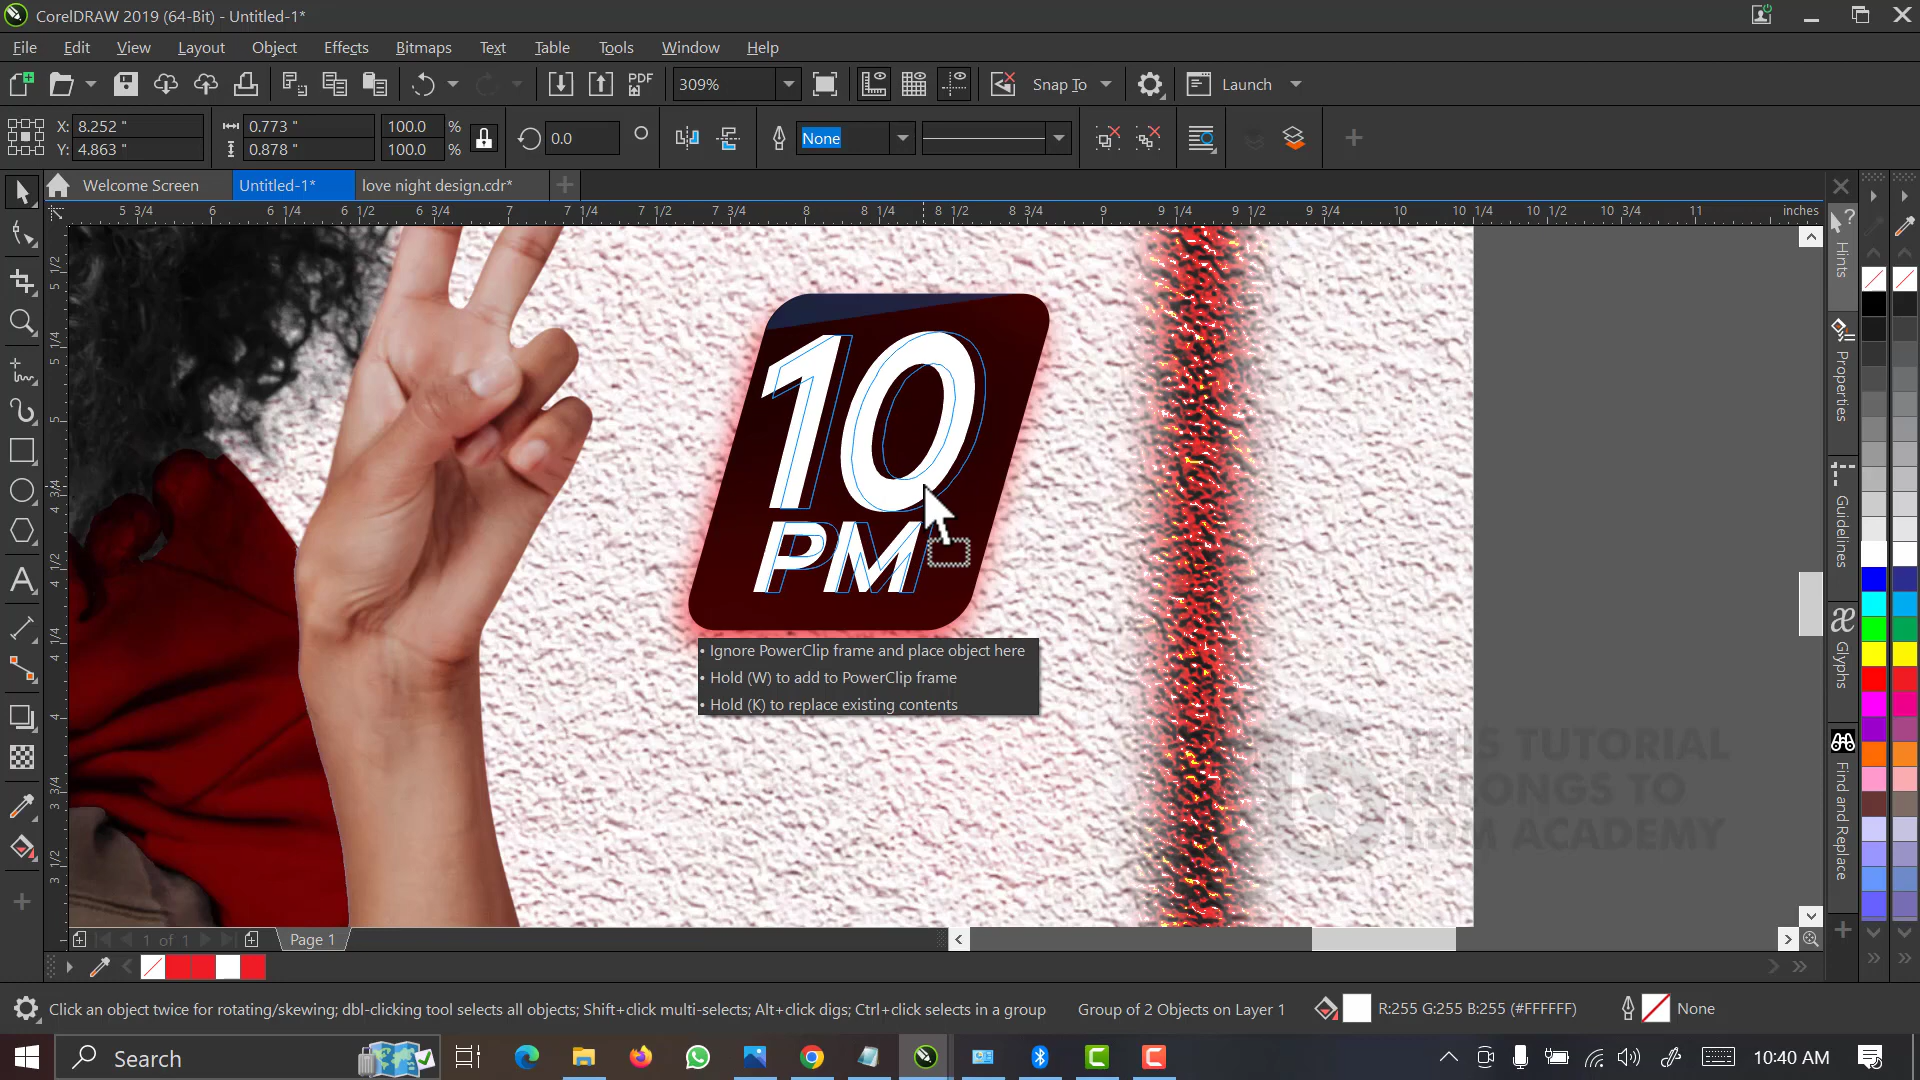 CorelDRAW 2019 (64-Bit) - Untitled-1*
File Edit View Layout Object Effects Bitmaps Text Table Tools Window Help
PDF 309% Snap To Launch
X: 8.252 " 0.773 " 100.0 % 0.0 None
Y: 4.863 " 0.878 " 100.0 %
Welcome Screen Untitled-1* love night design.cdr*
5 3/4 6 6 1/4 6 1/2 6 3/4 7 7 1/4 7 1/2 7 3/4 8 8 1/4 8 1/2 8 3/4 9 9 1/4 9 1/2 9 3/4 10 10 1/4 10 1/2 10 3/4 11 inches
10
PM
• Ignore PowerClip frame and place object here
• Hold (W) to add to PowerClip frame
• Hold (K) to replace existing contents
THIS TUTORIAL
BELONGS TO
ACADEMY
Hints
Properties
Guidelines
Glyphs
Find and Replace
1 of 1 Page 1
Click an object twice for rotating/skewing; dbl-clicking tool selects all objects; Shift+click multi-selects; Alt+click digs; Ctrl+click selects in a group Group of 2 Objects on Layer 1 R:255 G:255 B:255 (#FFFFFF) None
Search 10:40 AM